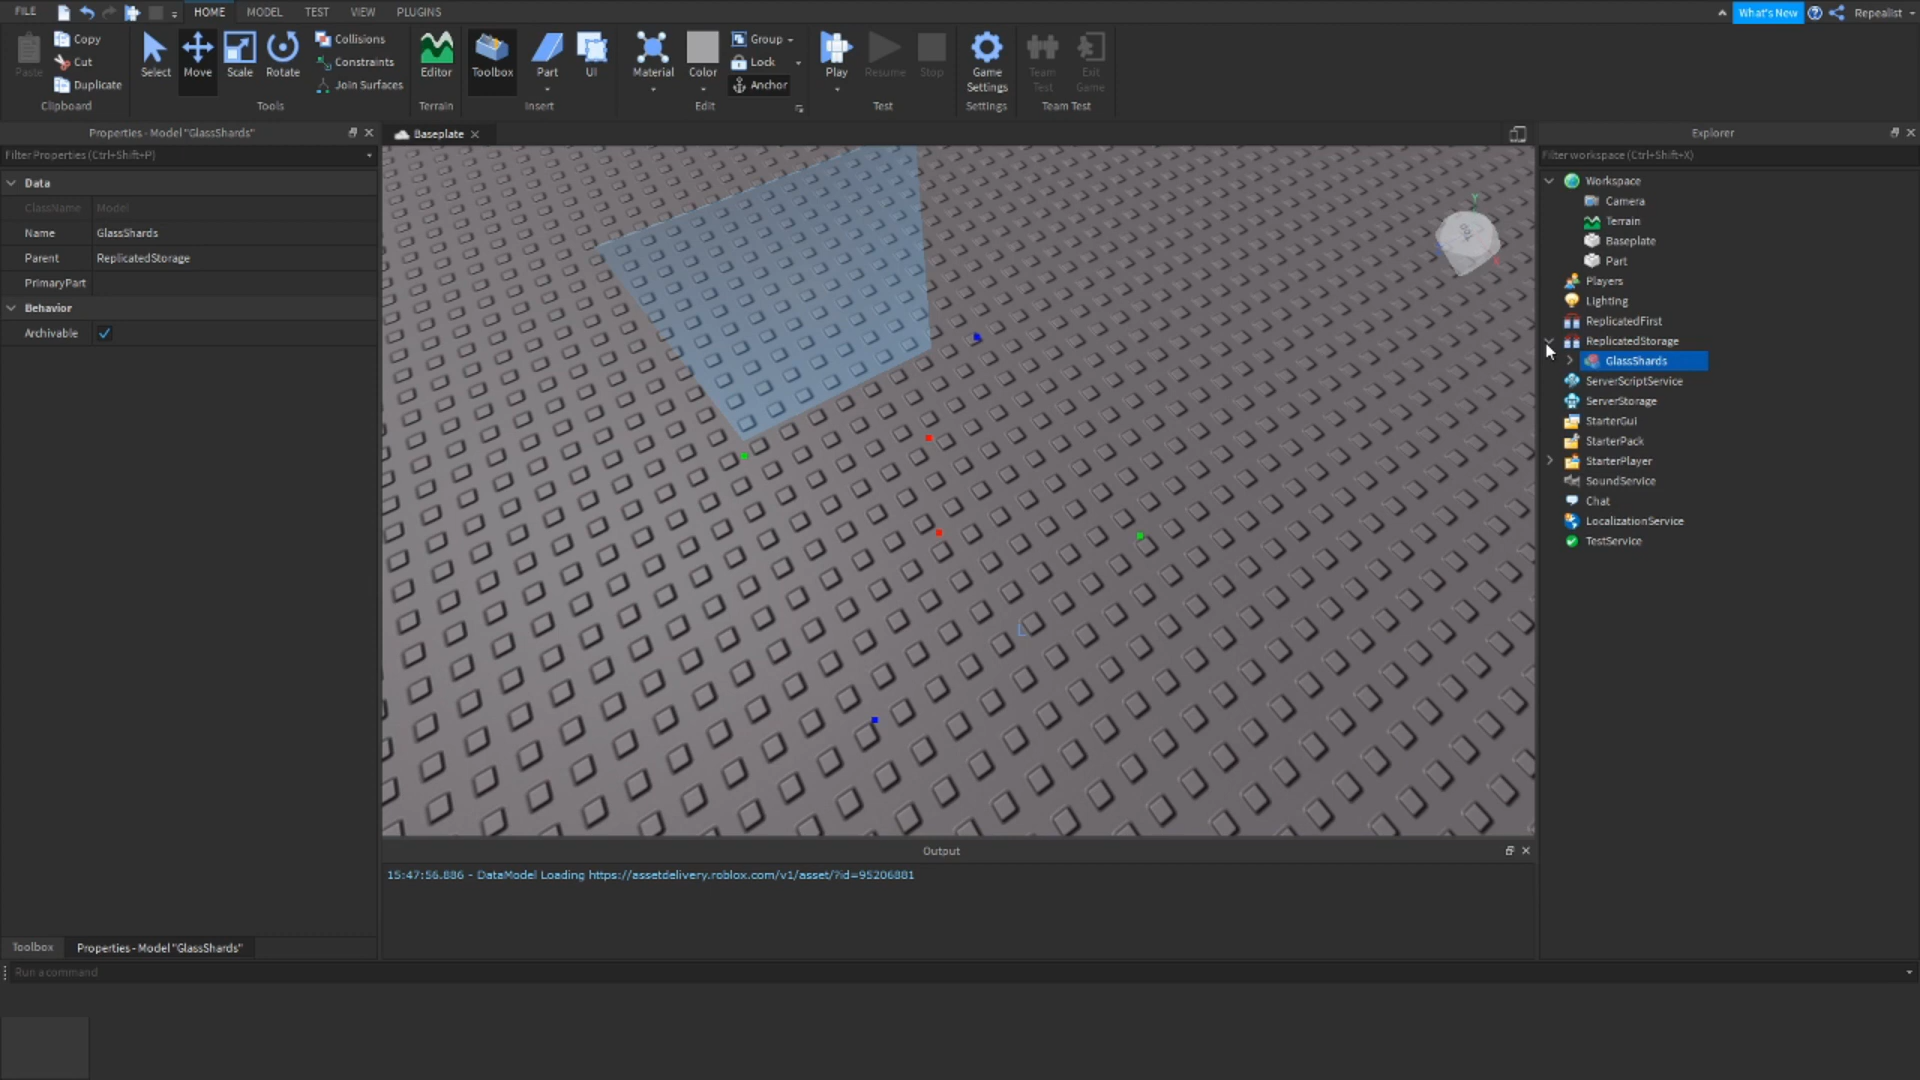 FILE HOME MODEL TEST VIEW PLUGINS What's New Repealist
Copy
Cut
Duplicate
Paste
Clipboard
Select Move Scale Rotate
Collisions
Constraints
Join Surfaces
Tools
Editor
Terrain
Toolbox Part UI
Insert
Material Color
Group
Lock
Anchor
Edit
Play Resume Stop
Test
Game
Settings
Settings
Team
Test
Exit
Game
Team Test
Properties - Model "GlassShards"
Filter Properties (Ctrl+Shift+P)
Data
ClassName Model
Name GlassShards
Parent ReplicatedStorage
PrimaryPart
Behavior
Archivable
Toolbox Properties - Model "GlassShards"
Run a command
Baseplate
Output
15:47:56.886 - DataModel Loading https://assetdelivery.roblox.com/v1/asset/?id=95206881
Explorer
Filter workspace (Ctrl+Shift+X)
Workspace
Camera
Terrain
Baseplate
Part
Players
Lighting
ReplicatedFirst
ReplicatedStorage
GlassShards
ServerScriptService
ServerStorage
StarterGui
StarterPack
StarterPlayer
SoundService
Chat
LocalizationService
TestService